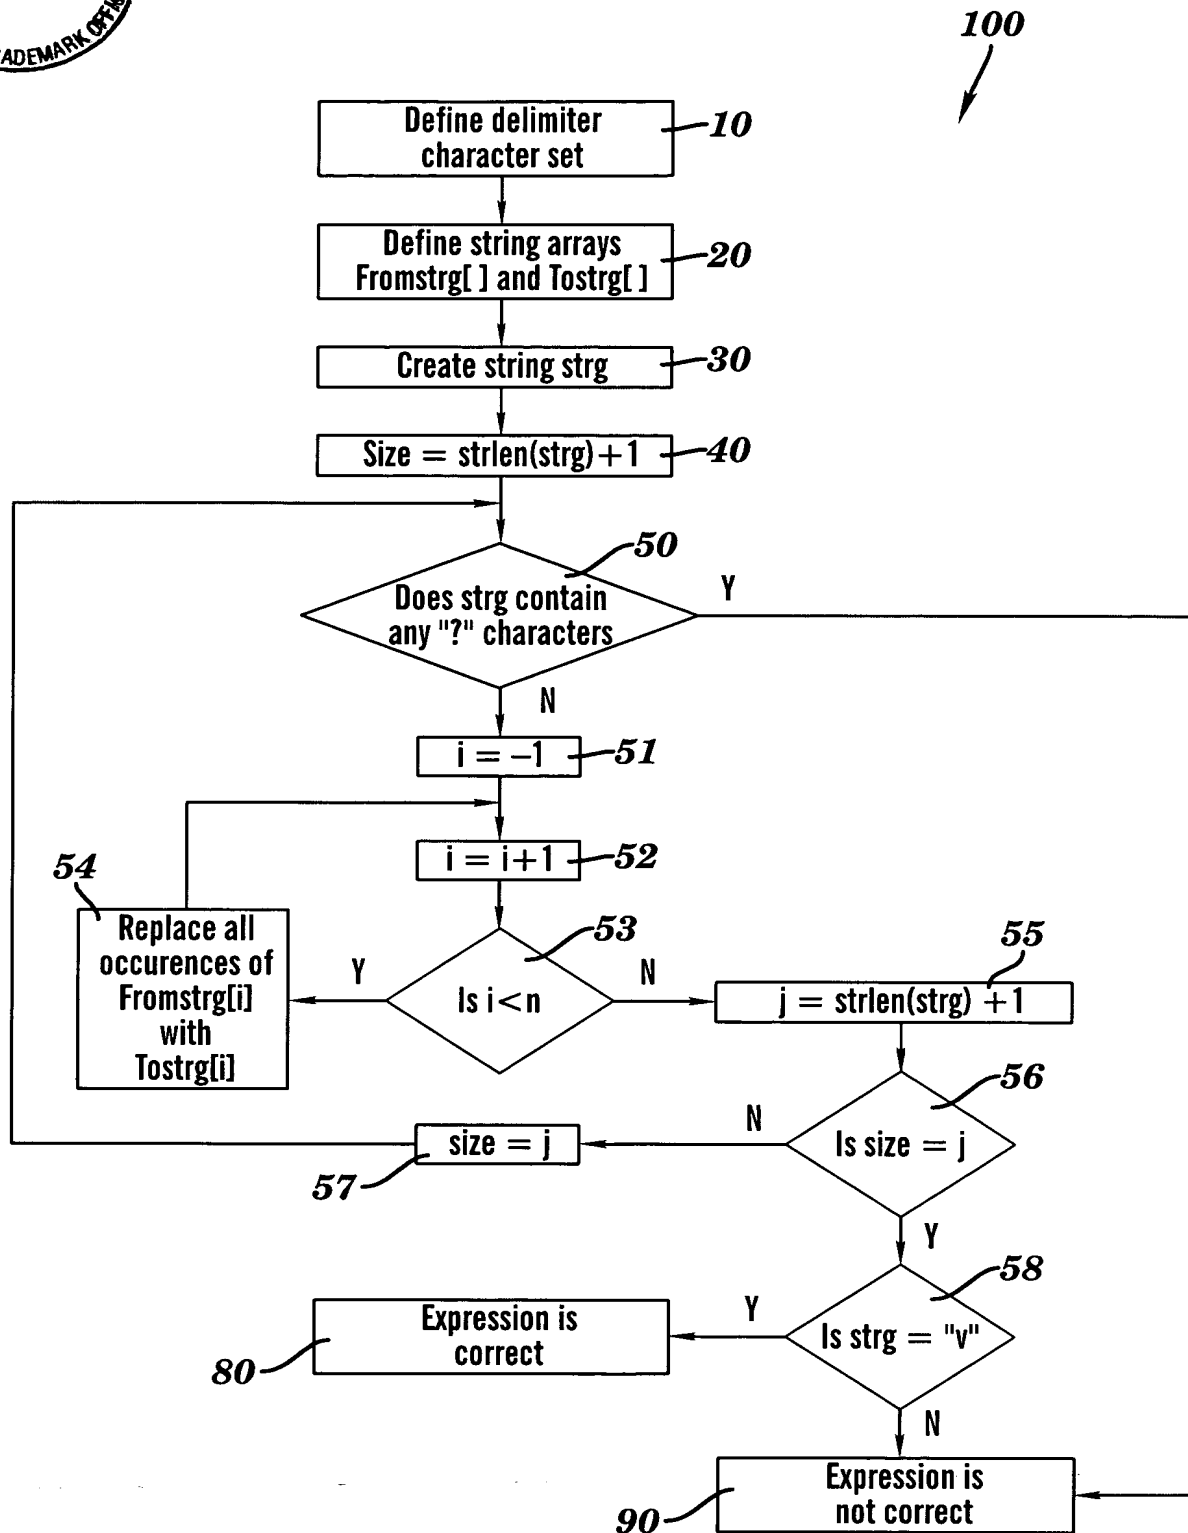 ADEMARK OFFIC
100
Define delimiter
character set
10
Define string arrays
Fromstrg[ ] and Tostrg[ ]
20
Create string strg
30
Size = strlen(strg)+1
40
50
Does strg contain
any "?" characters
Y
N
i = -1
51
i = i+1
52
54
Replace all
occurences of
Fromstrg[i]
with
Tostrg[i]
53
Y
Is i<n
N
55
j = strlen(strg) +1
56
N
Is size = j
size = j
57
Y
58
Y
Is strg = "v"
Expression is
correct
80
N
Expression is
not correct
90